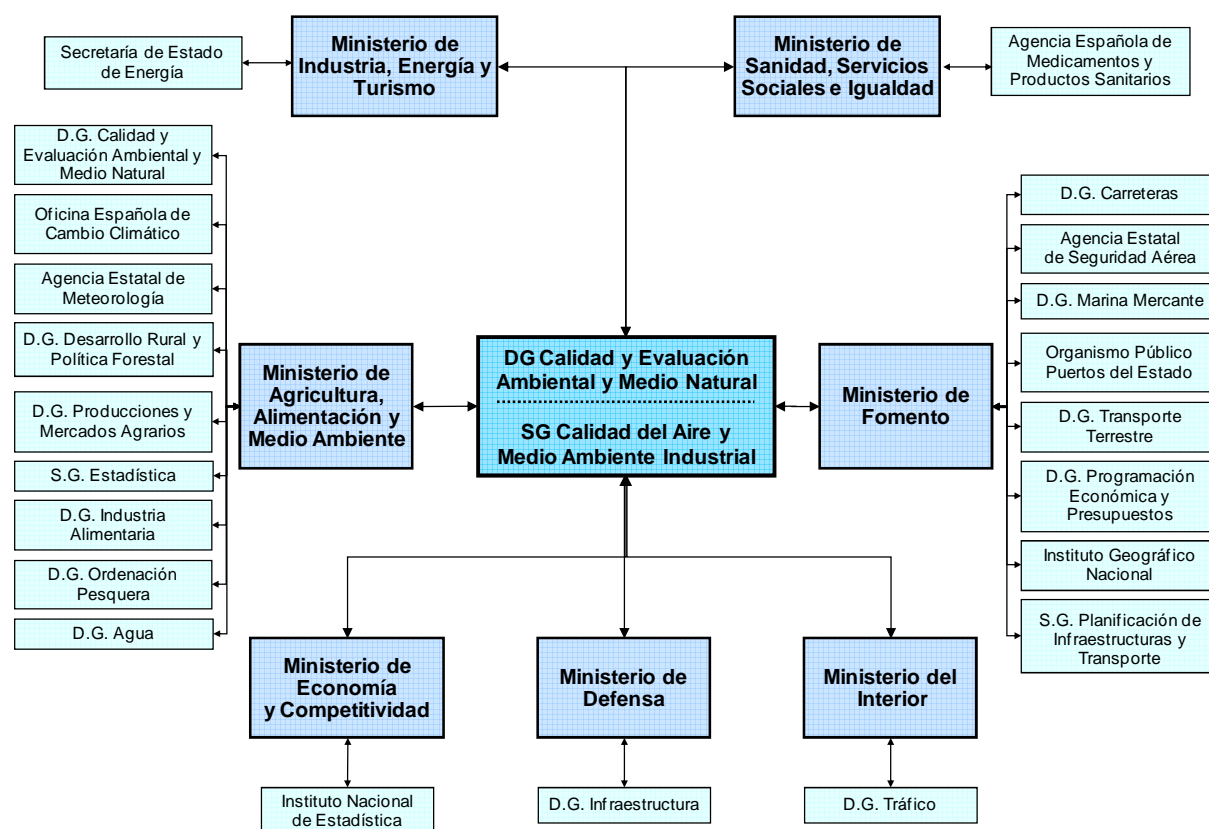 Secretaría de Estado
de Energía
Ministerio de
Industria, Energía y
Turismo
Ministerio de
Sanidad, Servicios
Sociales e Igualdad
Agencia Española de
Medicamentos y
Productos Sanitarios
D.G. Calidad y
Evaluación Ambiental y
Medio Natural
Oficina Española de
Cambio Climático
Agencia Estatal de
Meteorología
D.G. Desarrollo Rural y
Política Forestal
D.G. Producciones y
Mercados Agrarios
S.G. Estadística
D.G. Industria
Alimentaria
D.G. Ordenación
Pesquera
D.G. Agua
Ministerio de
Agricultura,
Alimentación y
Medio Ambiente
DG Calidad y Evaluación
Ambiental y Medio Natural
SG Calidad del Aire y
Medio Ambiente Industrial
Ministerio de
Fomento
D.G. Carreteras
Agencia Estatal
de Seguridad Aérea
D.G. Marina Mercante
Organismo Público
Puertos del Estado
D.G. Transporte
Terrestre
D.G. Programación
Económica y
Presupuestos
Instituto Geográfico
Nacional
S.G. Planificación de
Infraestructuras y
Transporte
Ministerio de
Economía
y Competitividad
Ministerio de
Defensa
Ministerio del
Interior
Instituto Nacional
de Estadística
D.G. Infraestructura
D.G. Tráfico